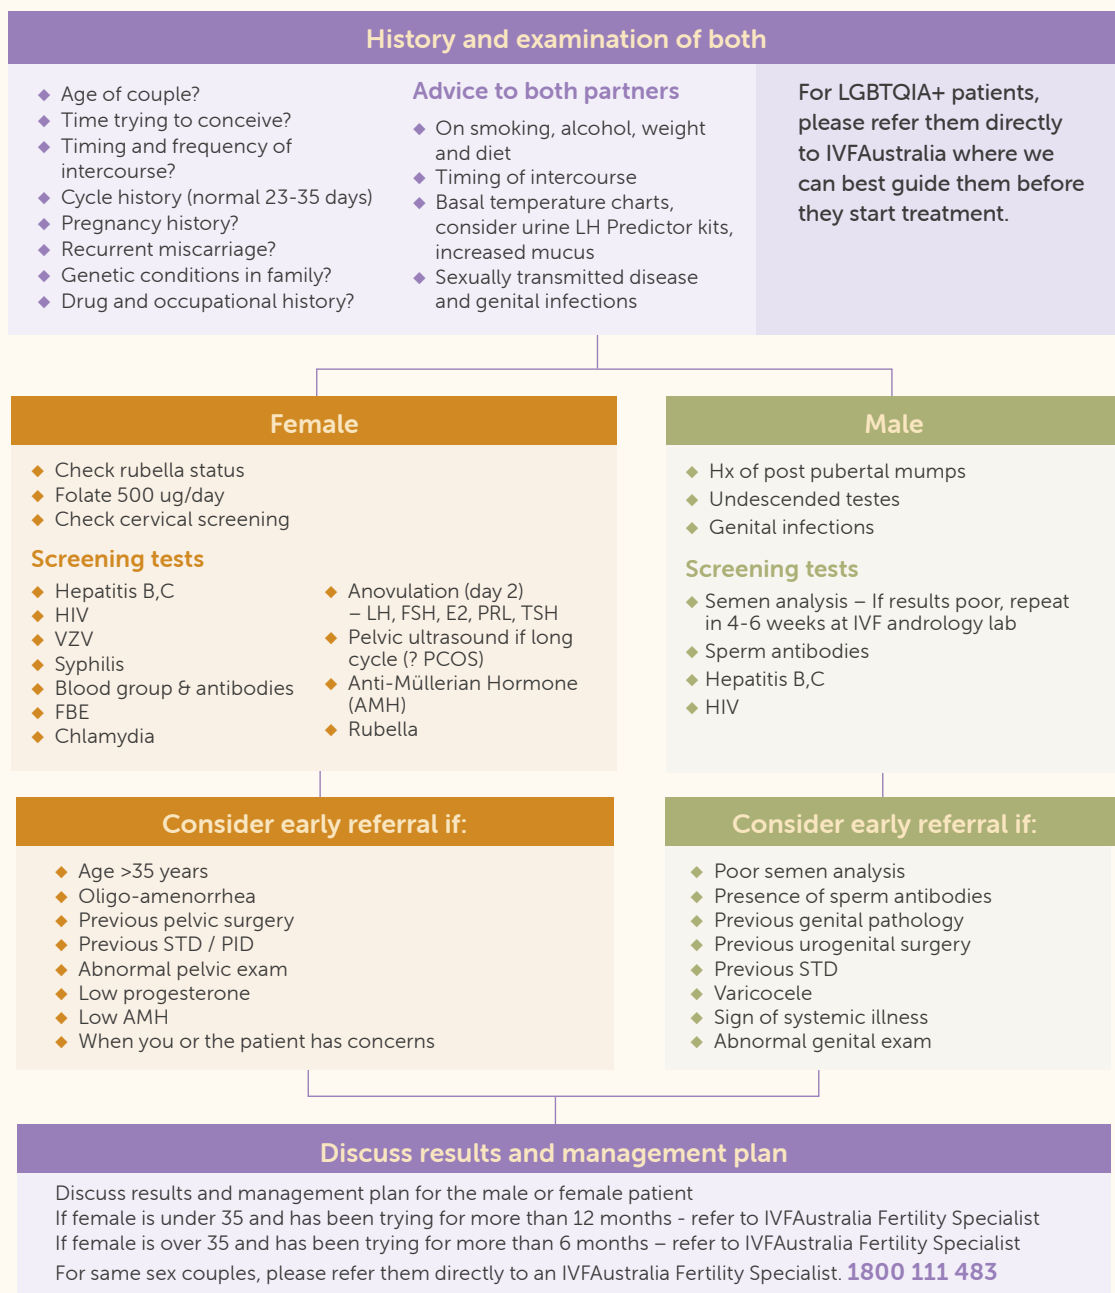 History and examination of both
Age of couple?
Time trying to conceive?
Timing and frequency of
intercourse?
Cycle history (normal 23-35 days)
Pregnancy history?
Recurrent miscarriage?
Genetic conditions in family?
Drug and occupational history?
Advice to both partners
On smoking, alcohol, weight
and diet
Timing of intercourse
Basal temperature charts,
consider urine LH Predictor kits,
increased mucus
Sexually transmitted disease
and genital infections
For LGBTQIA+ patients,
please refer them directly
to IVFAustralia where we
can best guide them before
they start treatment.
Female
Check rubella status
Folate 500 ug/day
Check cervical screening
Screening tests
Hepatitis B,C
HIV
VZV
Syphilis
Blood group & antibodies
FBE
Chlamydia
Anovulation (day 2)
– LH, FSH, E2, PRL, TSH
Pelvic ultrasound if long
cycle (? PCOS)
Anti-Müllerian Hormone
(AMH)
Rubella
Male
Hx of post pubertal mumps
Undescended testes
Genital infections
Screening tests
Semen analysis – If results poor, repeat
in 4-6 weeks at IVF andrology lab
Sperm antibodies
Hepatitis B,C
HIV
Consider early referral if:
Age >35 years
Oligo-amenorrhea
Previous pelvic surgery
Previous STD / PID
Abnormal pelvic exam
Low progesterone
Low AMH
When you or the patient has concerns
Consider early referral if:
Poor semen analysis
Presence of sperm antibodies
Previous genital pathology
Previous urogenital surgery
Previous STD
Varicocele
Sign of systemic illness
Abnormal genital exam
Discuss results and management plan
Discuss results and management plan for the male or female patient
If female is under 35 and has been trying for more than 12 months - refer to IVFAustralia Fertility Specialist
If female is over 35 and has been trying for more than 6 months – refer to IVFAustralia Fertility Specialist
For same sex couples, please refer them directly to an IVFAustralia Fertility Specialist. 1800 111 483